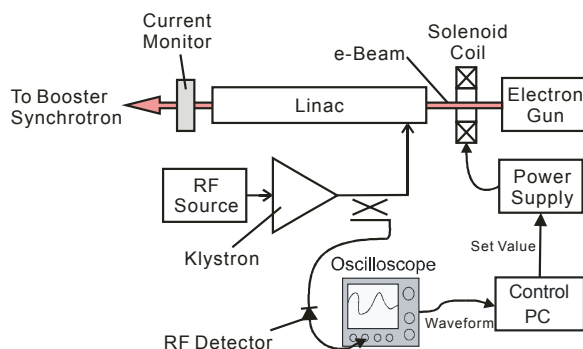 Current
Monitor
Solenoid
Coil
e-Beam
To Booster
Synchrotron
Linac
Electron
Gun
RF
Source
Power
Supply
Klystron
Set Value
Oscilloscope
Control
PC
Waveform
RF Detector